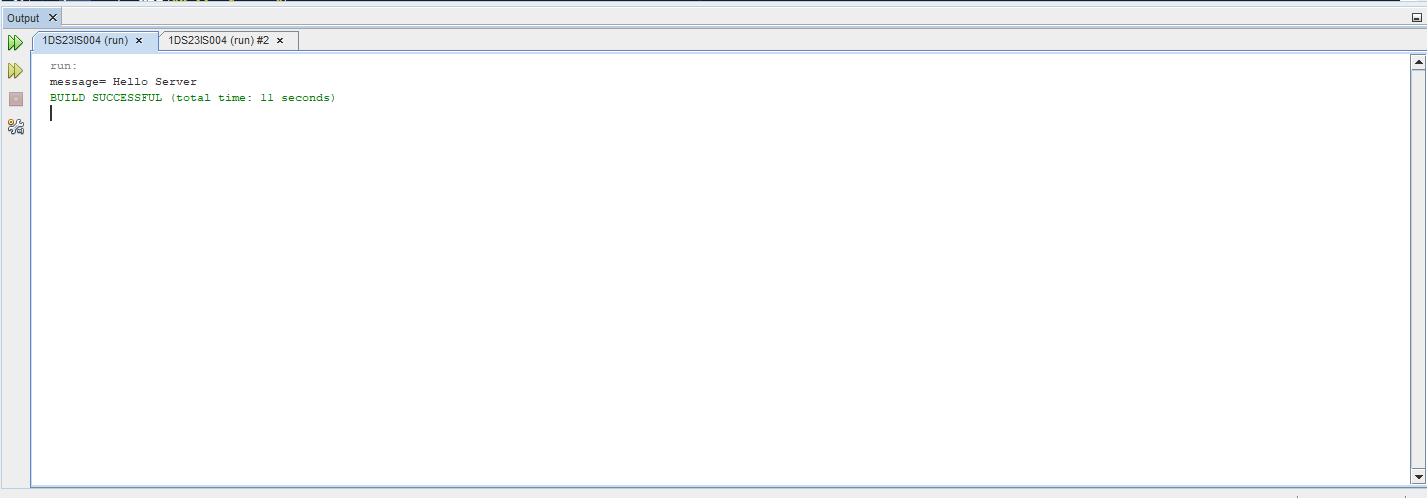 Output
1DS23IS004 (run)
1DS23IS004 (run) #2
run:
message= Hello Server
BUILD SUCCESSFUL (total time: 11 seconds)